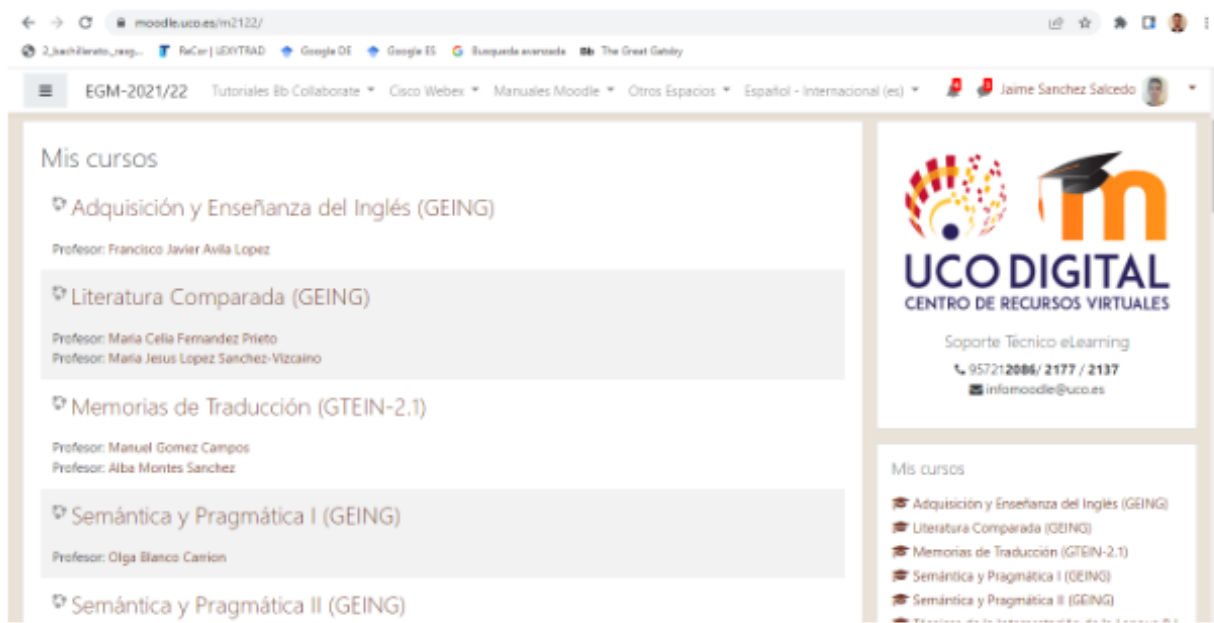 moodle.uco.es/m2122/
2_bachillerato_rasg... ReCor | LEXYTRAD Google DE Google ES Busqueda avanzada The Great Gatsby
EGM-2021/22 Tutoriales Bb Collaborate Cisco Webex Manuales Moodle Otros Espacios Español - Internacional (es) Jaime Sanchez Salcedo
Mis cursos
Adquisición y Enseñanza del Inglés (GEING)
Profesor: Francisco Javier Avila Lopez
Literatura Comparada (GEING)
Profesor: Maria Celia Fernandez Prieto
Profesor: Maria Jesus Lopez Sanchez-Vizcaino
Memorias de Traducción (GTEIN-2.1)
Profesor: Manuel Gomez Campos
Profesor: Alba Montes Sanchez
Semántica y Pragmática I (GEING)
Profesor: Olga Blanco Carrion
Semántica y Pragmática II (GEING)
m
UCO DIGITAL
CENTRO DE RECURSOS VIRTUALES
Soporte Técnico eLearning
957212086/ 2177 / 2137
infomoodle@uco.es
Mis cursos
Adquisición y Enseñanza del Inglés (GEING)
Literatura Comparada (GEING)
Memorias de Traducción (GTEIN-2.1)
Semántica y Pragmática I (GEING)
Semántica y Pragmática II (GEING)